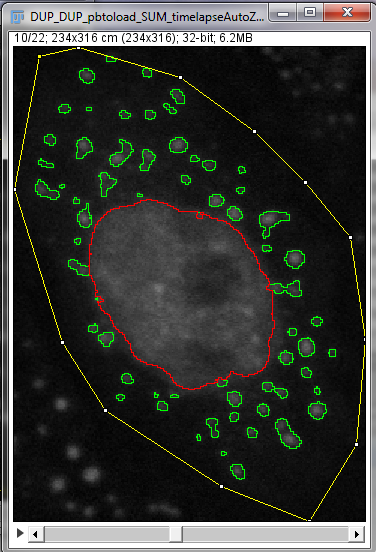 DUP_DUP_pbtoload_SUM_timelapseAutoZ...
10/22; 234x316 cm (234x316); 32-bit; 6.2MB